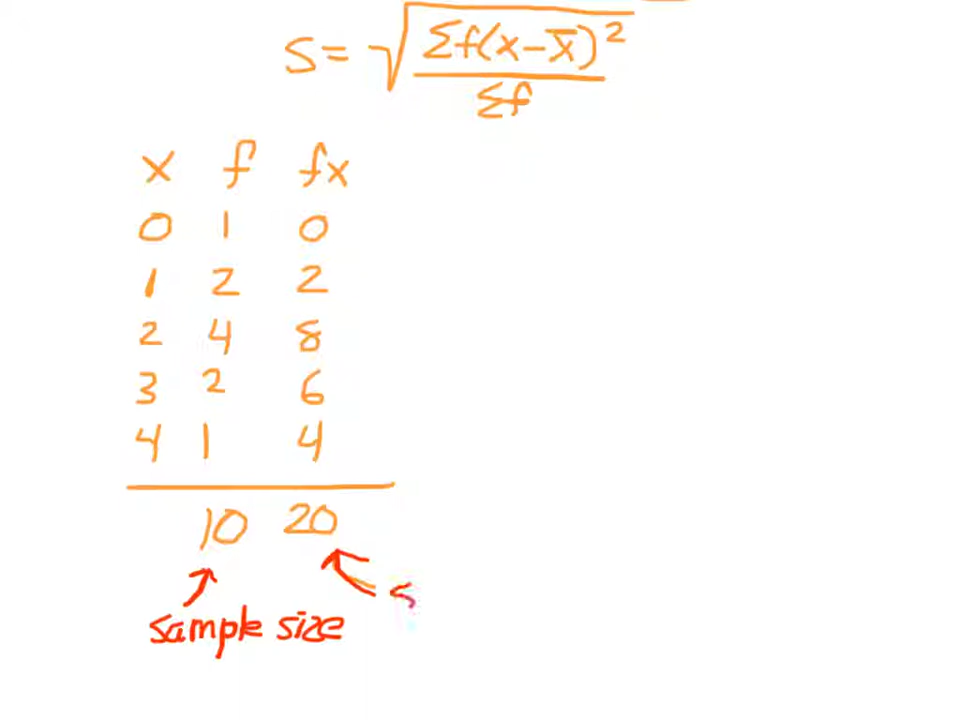 S = √(Σf(x-x̄)²/Σf)
x f fx
0 1 0
1 2 2
2 4 8
3 2 6
4 1 4
10 20
sample size